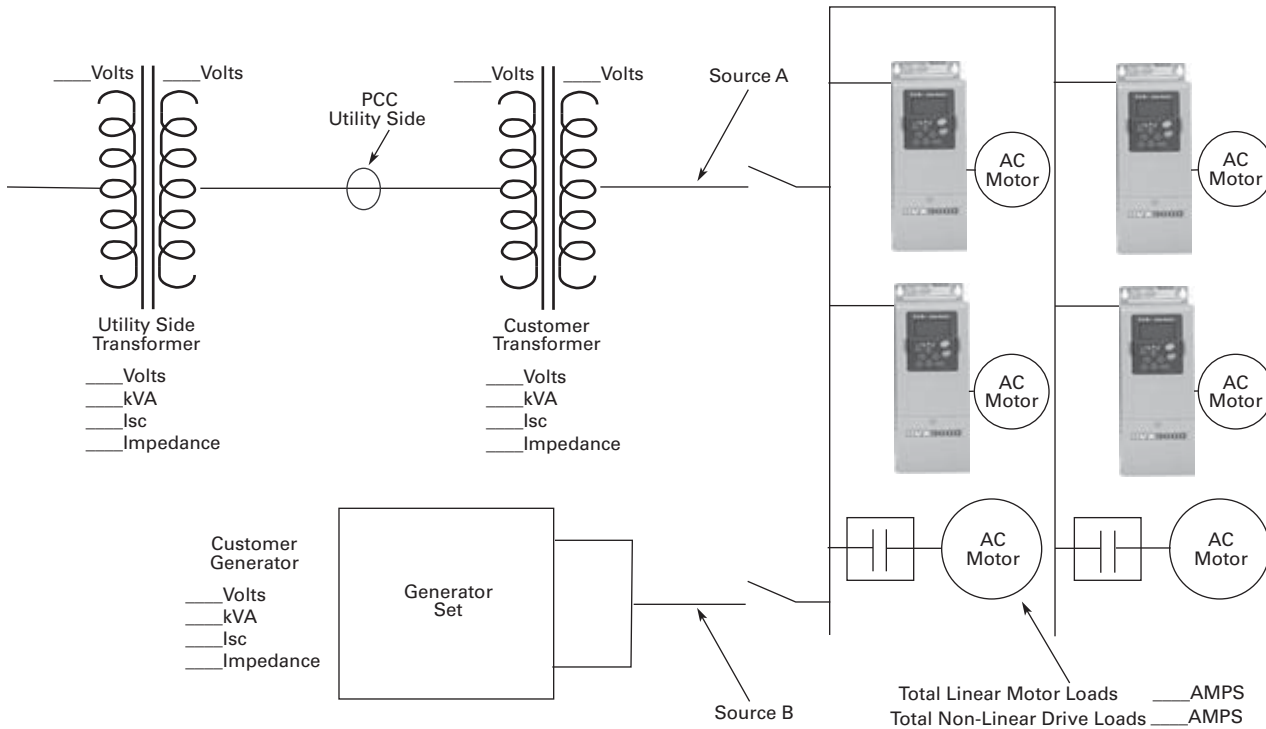 ____Volts ____Volts
PCC
Utility Side
____Volts ____Volts
Source A
AC
Motor
AC
Motor
Utility Side
Transformer
____Volts
____kVA
____Isc
____Impedance
Customer
Transformer
____Volts
____kVA
____Isc
____Impedance
AC
Motor
AC
Motor
Customer
Generator
____Volts
____kVA
____Isc
____Impedance
Generator
Set
Source B
AC
Motor
AC
Motor
Total Linear Motor Loads ____AMPS
Total Non-Linear Drive Loads ____AMPS